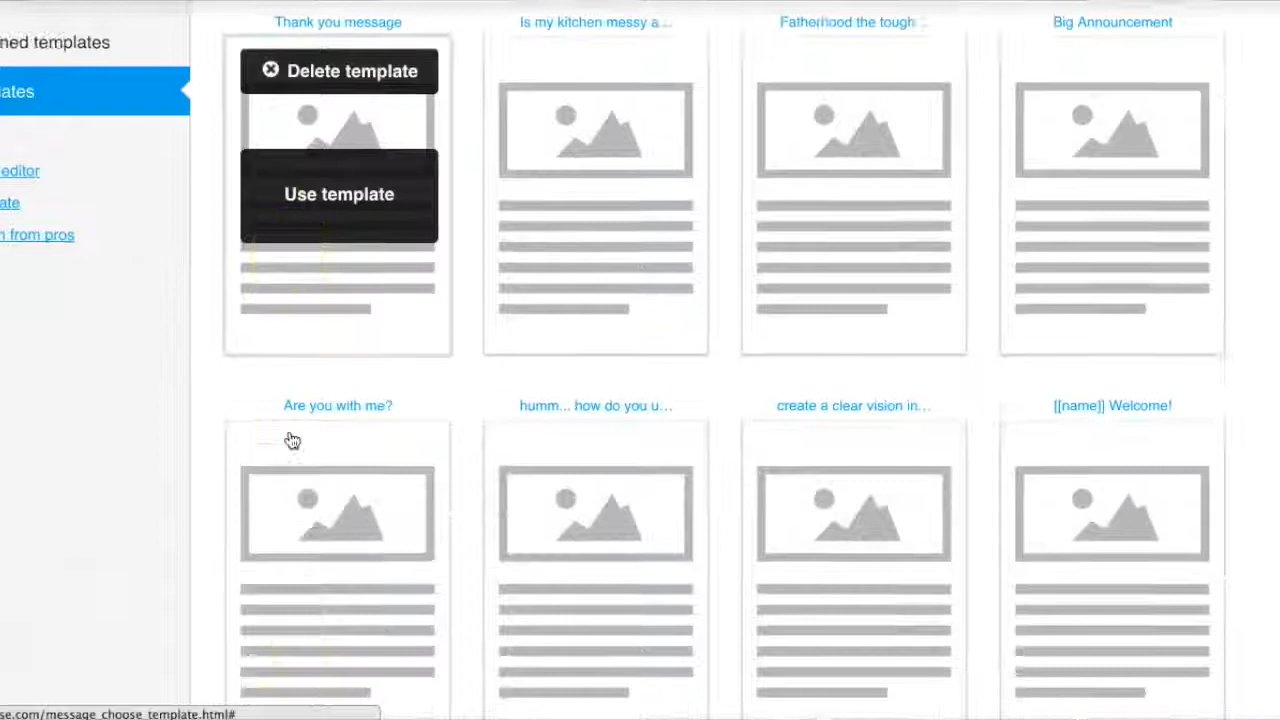 Thank you message
Is my kitchen messy a...
Fatherhood the tough
Big Announcement
ned templates
Delete template
ates
editor
Use template
ate
n from pros
Are you with me?
humm... how do you u...
create a clear vision in...
[[name]] Welcome!
se.com/message_choose_template.html#